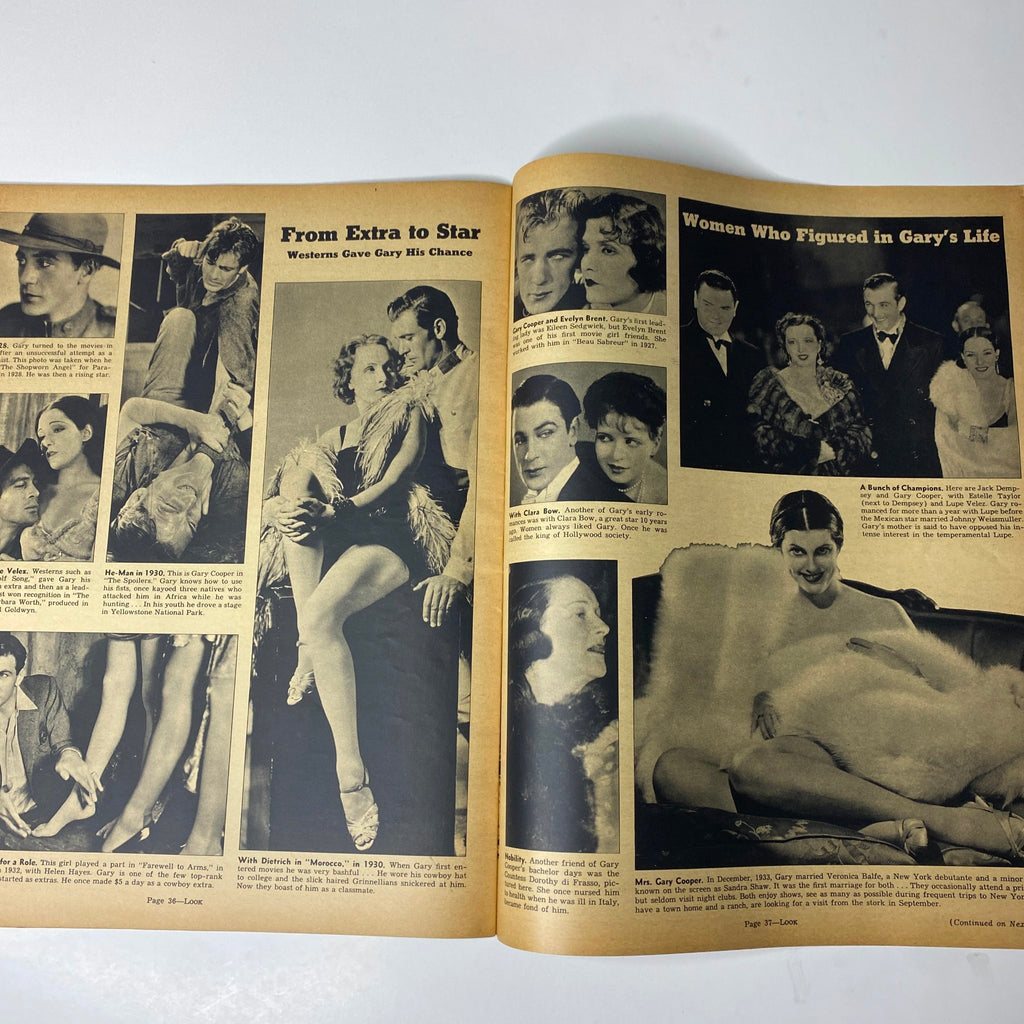 From Extra to Star
Westerns Gave Gary His Chance
28. Gary turned to the movies in
after an unsuccessful attempt as a
ist. This photo was taken when he
"The Shopworn Angel" for Para-
n 1928. He was then a rising star.
e Velez. Westerns such as
olf Song," gave Gary his
extra and then as a lead-
st won recognition in "The
bara Worth," produced in
l Goldwyn.
He-Man in 1930. This is Gary Cooper in
"The Spoilers." Gary knows how to use
his fists, once kayoed three natives who
attacked him in Africa while he was
hunting . . . In his youth he drove a stage
in Yellowstone National Park.
for a Role. This girl played a part in "Farewell to Arms," in
1932, with Helen Hayes. Gary is one of the few top-rank
started as extras. He once made $5 a day as a cowboy extra.
With Dietrich in "Morocco," in 1930. When Gary first en-
tered movies he was very bashful . . . He wore his cowboy hat
to college and the slick haired Grinnellians snickered at him.
Now they boast of him as a classmate.
Page 36—LOOK
Women Who Figured in Gary's Life
Gary Cooper and Evelyn Brent. Gary's first lead-
ing lady was Eileen Sedgwick, but Evelyn Brent
was one of his first movie girl friends. She
worked with him in "Beau Sabreur" in 1927.
With Clara Bow. Another of Gary's early ro-
mances was with Clara Bow, a great star 10 years
ago. Women always liked Gary. Once he was
called the king of Hollywood society.
A Bunch of Champions. Here are Jack Demp-
sey and Gary Cooper, with Estelle Taylor
(next to Dempsey) and Lupe Velez. Gary ro-
manced for more than a year with Lupe before
the Mexican star married Johnny Weissmuller.
Gary's mother is said to have opposed his in-
tense interest in the temperamental Lupe.
Nobility. Another friend of Gary
Cooper's bachelor days was the
Countess Dorothy di Frasso, pic-
tured here. She once nursed him
to health when he was ill in Italy,
became fond of him.
Mrs. Gary Cooper. In December, 1933, Gary married Veronica Balfe, a New York debutante and a minor
known on the screen as Sandra Shaw. It was the first marriage for both . . . They occasionally attend a pri
but seldom visit night clubs. Both enjoy shows, see as many as possible during frequent trips to New York
have a town home and a ranch, are looking for a visit from the stork in September.
Page 37—LOOK
(Continued on Nex